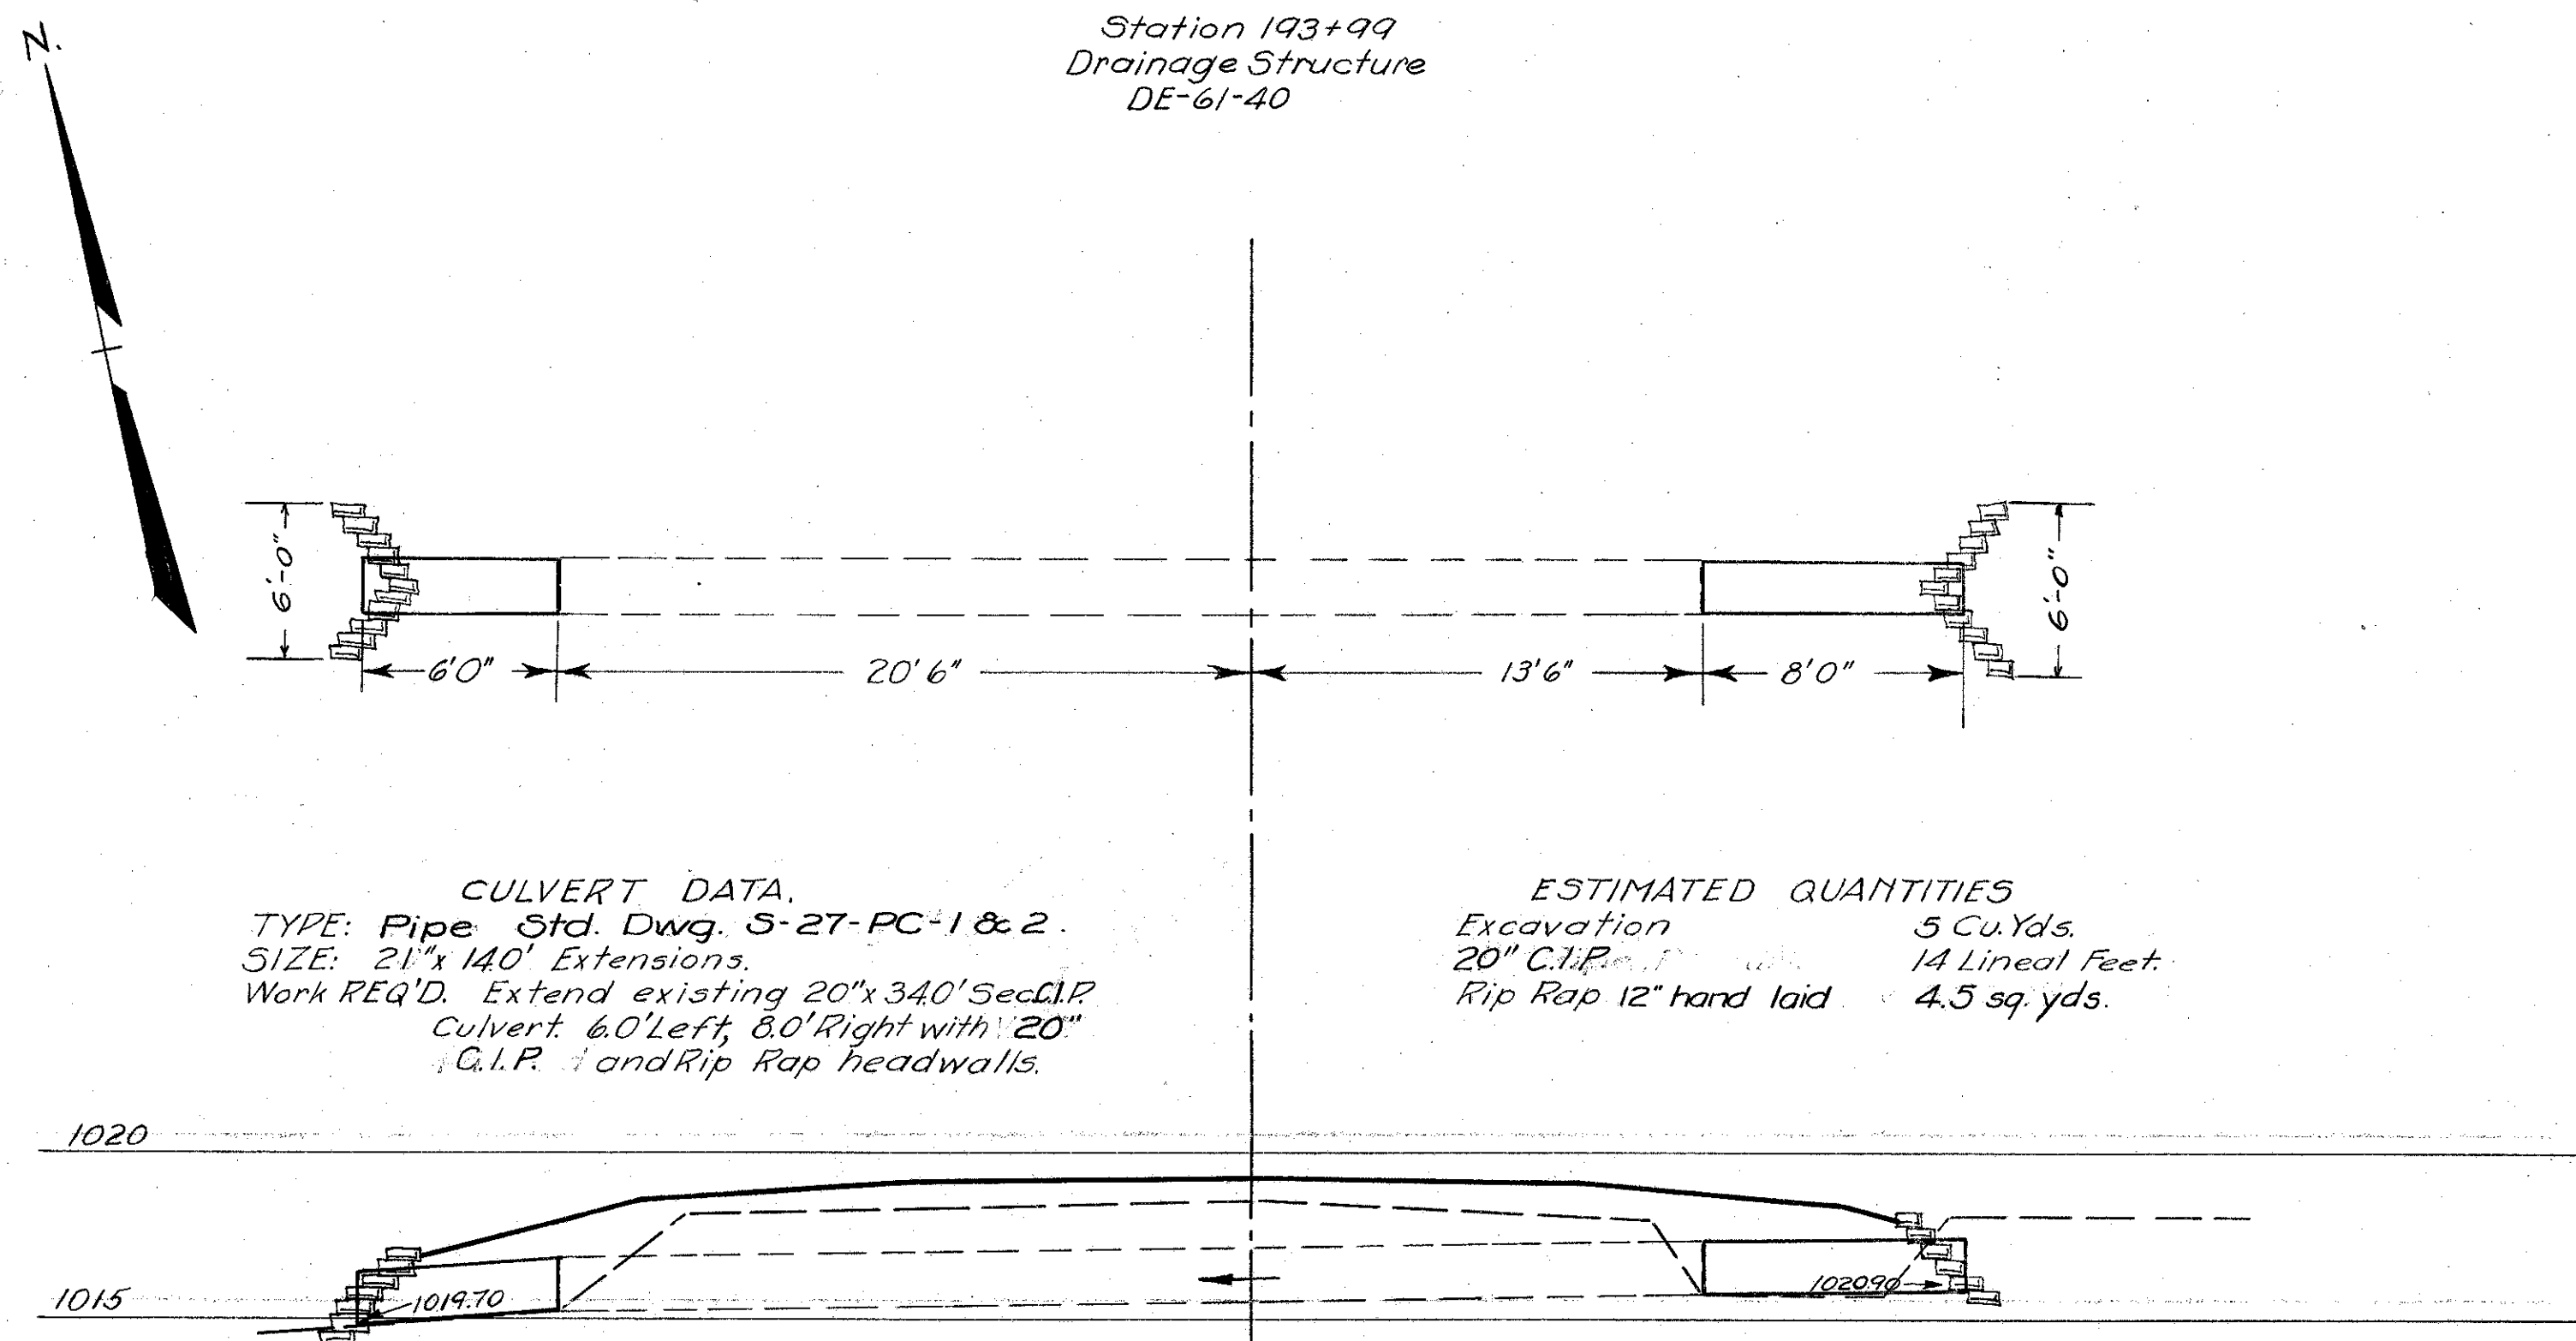 Station 193+99
Drainage Structure
DE-61-40
N.
6'-0"
6'-0"
6'0"
20'6"
13'6"
8'0"
CULVERT DATA.
TYPE: Pipe Std. Dwg. S-27-PC-1 & 2.
SIZE: 21"x 14.0' Extensions.
Work REQ'D. Extend existing 20"x 34.0' Sec. C.I.P.
Culvert. 6.0' Left, 8.0' Right with 20"
C.I.P. and Rip Rap headwalls.
ESTIMATED QUANTITIES
Excavation 5 Cu. Yds.
20" C.I.P. 14 Lineal Feet.
Rip Rap 12" hand laid 4.5 sq. yds.
1020
1015
1019.70
1020.90